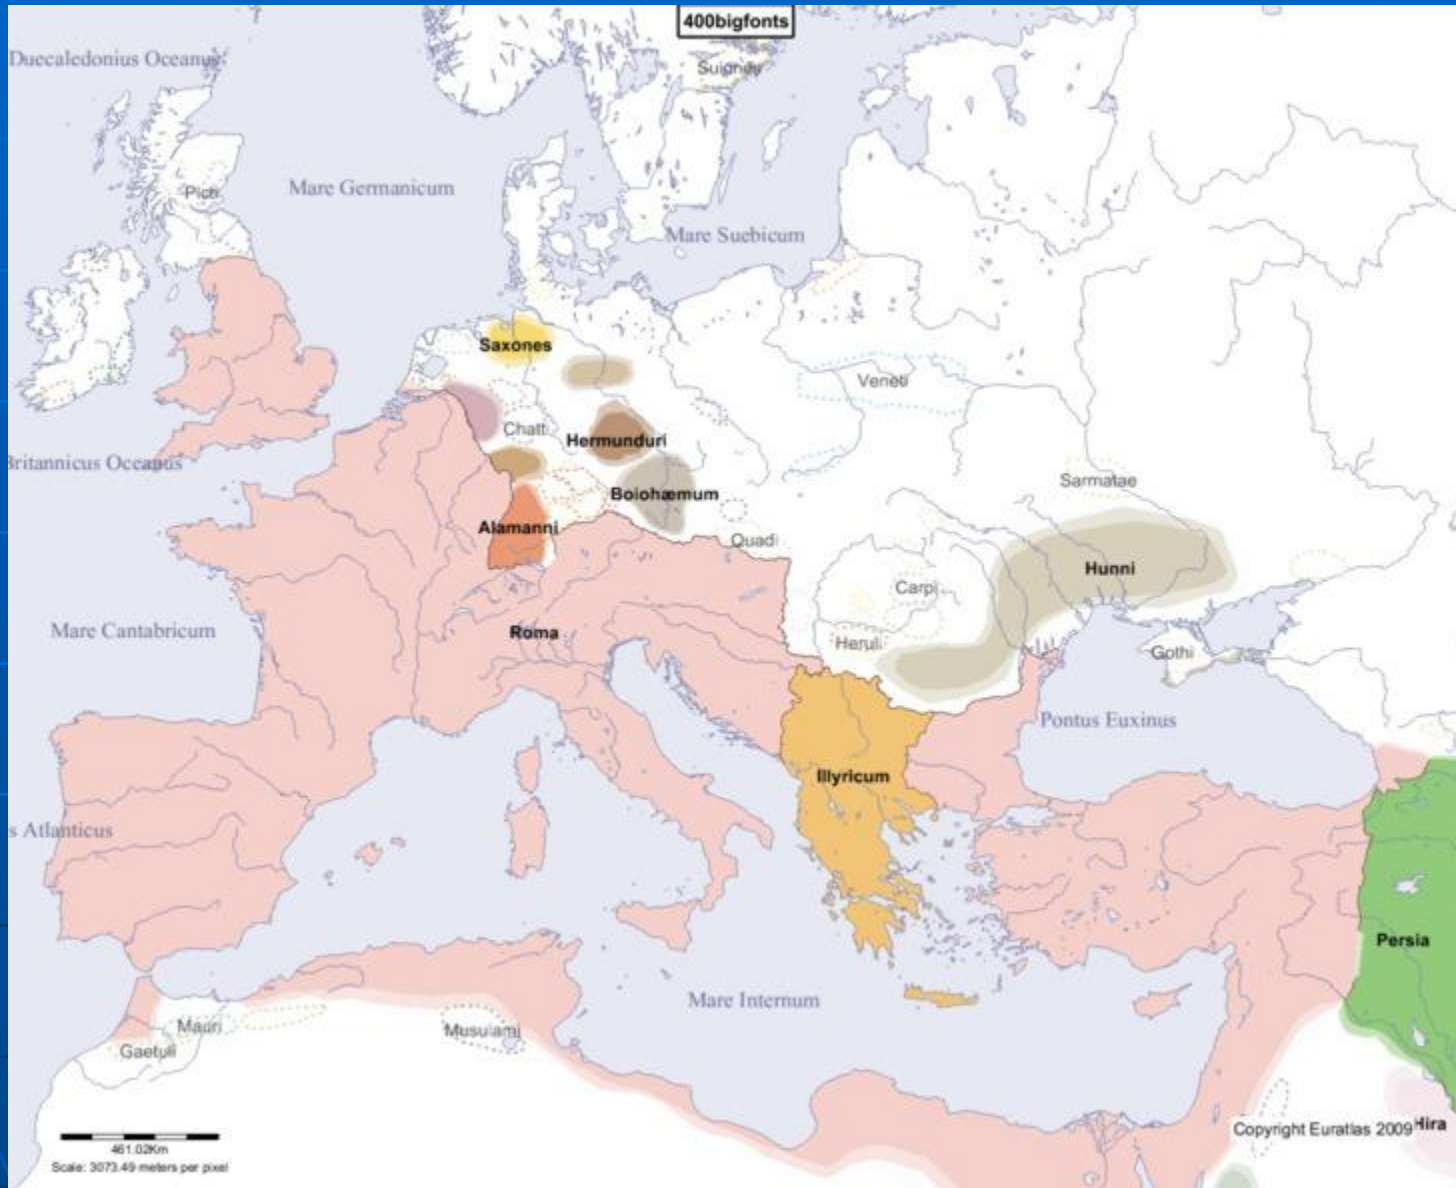 400bigfonts
Duecaledonius Oceanus
Suiones
Picti
Mare Germanicum
Mare Suebicum
Saxones
Veneti
Chatti
Hermunduri
Britannicus Oceanus
Sarmatae
Boiohæmum
Alamanni
Quadi
Hunni
Carpi
Mare Cantabricum
Roma
Heruli
Gothi
Pontus Euxinus
Illyricum
s Atlanticus
Persia
Mare Internum
Mauri
Musulami
Gaetuli
Copyright Euratlas 2009
Hira
461.02Km
Scale: 3073.49 meters per pixel